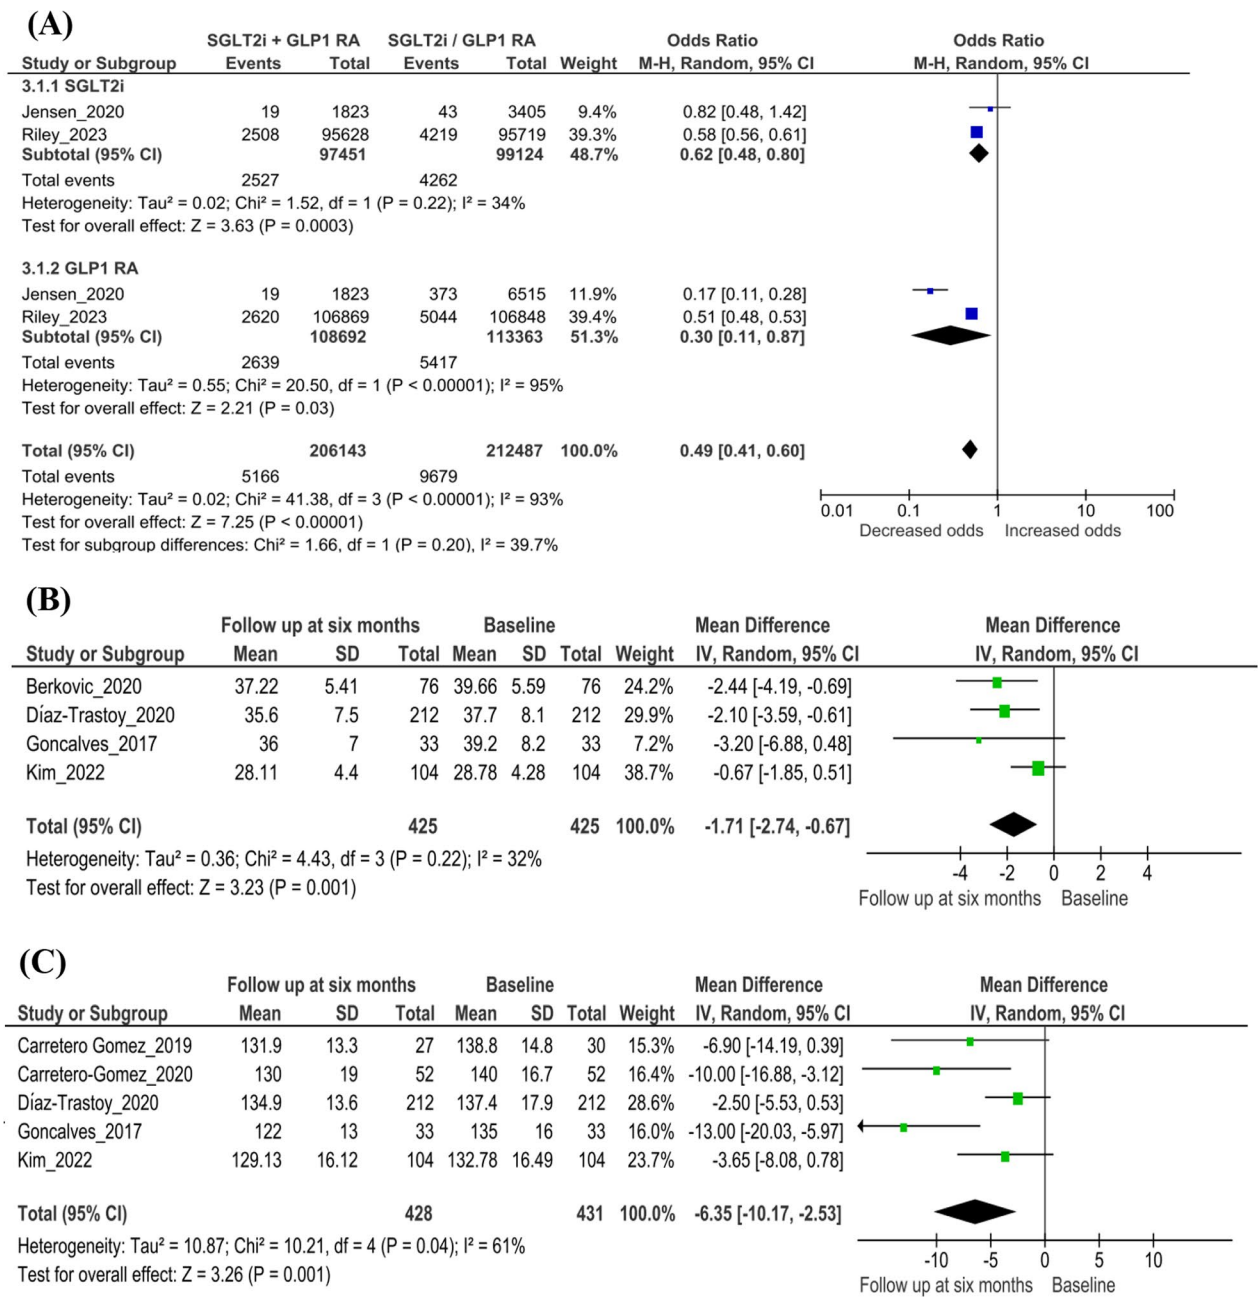 (A)
SGLT2i + GLP1 RA SGLT2i / GLP1 RA Odds Ratio Odds Ratio
Study or Subgroup Events Total Events Total Weight M-H, Random, 95% CI M-H, Random, 95% CI
3.1.1 SGLT2i
Jensen_2020 19 1823 43 3405 9.4% 0.82 [0.48, 1.42]
Riley_2023 2508 95628 4219 95719 39.3% 0.58 [0.56, 0.61]
Subtotal (95% CI) 97451 99124 48.7% 0.62 [0.48, 0.80]
Total events 2527 4262
Heterogeneity: Tau² = 0.02; Chi² = 1.52, df = 1 (P = 0.22); I² = 34%
Test for overall effect: Z = 3.63 (P = 0.0003)
3.1.2 GLP1 RA
Jensen_2020 19 1823 373 6515 11.9% 0.17 [0.11, 0.28]
Riley_2023 2620 106869 5044 106848 39.4% 0.51 [0.48, 0.53]
Subtotal (95% CI) 108692 113363 51.3% 0.30 [0.11, 0.87]
Total events 2639 5417
Heterogeneity: Tau² = 0.55; Chi² = 20.50, df = 1 (P < 0.00001); I² = 95%
Test for overall effect: Z = 2.21 (P = 0.03)
Total (95% CI) 206143 212487 100.0% 0.49 [0.41, 0.60]
Total events 5166 9679
Heterogeneity: Tau² = 0.02; Chi² = 41.38, df = 3 (P < 0.00001); I² = 93%
Test for overall effect: Z = 7.25 (P < 0.00001)
Test for subgroup differences: Chi² = 1.66, df = 1 (P = 0.20), I² = 39.7%
0.01 0.1 1 10 100
Decreased odds Increased odds
(B)
Follow up at six months Baseline Mean Difference Mean Difference
Study or Subgroup Mean SD Total Mean SD Total Weight IV, Random, 95% CI IV, Random, 95% CI
Berkovic_2020 37.22 5.41 76 39.66 5.59 76 24.2% -2.44 [-4.19, -0.69]
Díaz-Trastoy_2020 35.6 7.5 212 37.7 8.1 212 29.9% -2.10 [-3.59, -0.61]
Goncalves_2017 36 7 33 39.2 8.2 33 7.2% -3.20 [-6.88, 0.48]
Kim_2022 28.11 4.4 104 28.78 4.28 104 38.7% -0.67 [-1.85, 0.51]
Total (95% CI) 425 425 100.0% -1.71 [-2.74, -0.67]
Heterogeneity: Tau² = 0.36; Chi² = 4.43, df = 3 (P = 0.22); I² = 32%
Test for overall effect: Z = 3.23 (P = 0.001)
-4 -2 0 2 4
Follow up at six months Baseline
(C)
Follow up at six months Baseline Mean Difference Mean Difference
Study or Subgroup Mean SD Total Mean SD Total Weight IV, Random, 95% CI IV, Random, 95% CI
Carretero Gomez_2019 131.9 13.3 27 138.8 14.8 30 15.3% -6.90 [-14.19, 0.39]
Carretero-Gomez_2020 130 19 52 140 16.7 52 16.4% -10.00 [-16.88, -3.12]
Díaz-Trastoy_2020 134.9 13.6 212 137.4 17.9 212 28.6% -2.50 [-5.53, 0.53]
Goncalves_2017 122 13 33 135 16 33 16.0% -13.00 [-20.03, -5.97]
Kim_2022 129.13 16.12 104 132.78 16.49 104 23.7% -3.65 [-8.08, 0.78]
Total (95% CI) 428 431 100.0% -6.35 [-10.17, -2.53]
Heterogeneity: Tau² = 10.87; Chi² = 10.21, df = 4 (P = 0.04); I² = 61%
Test for overall effect: Z = 3.26 (P = 0.001)
-10 -5 0 5 10
Follow up at six months Baseline